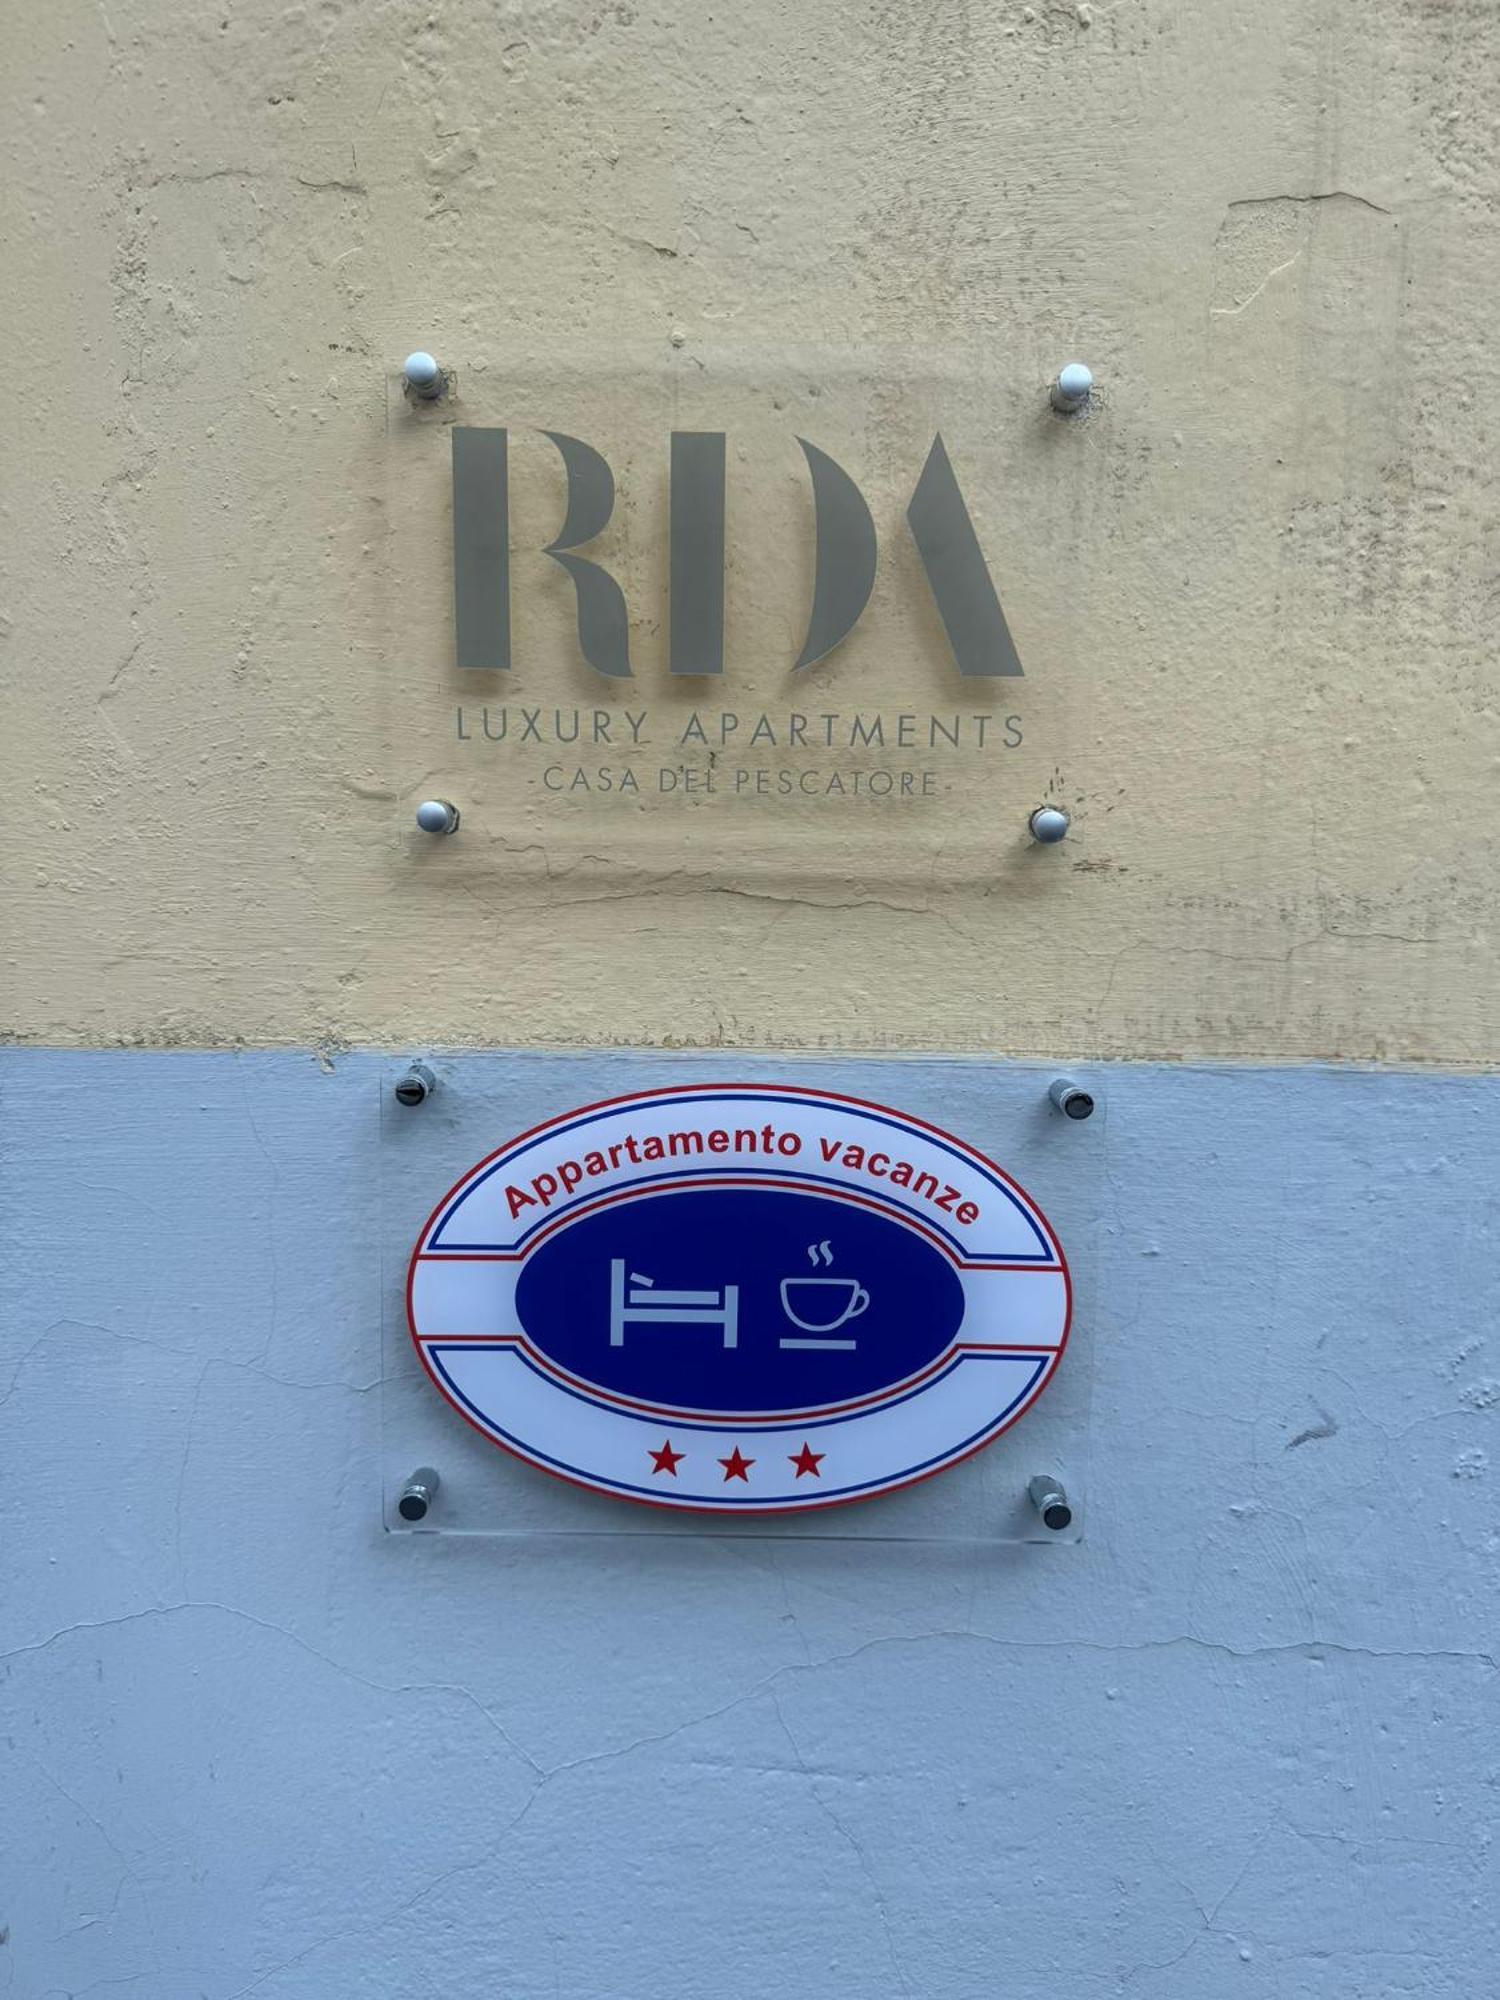 RIDA
LUXURY APARTMENTS
-CASA DEL PESCATORE-
Appartamento vacanze